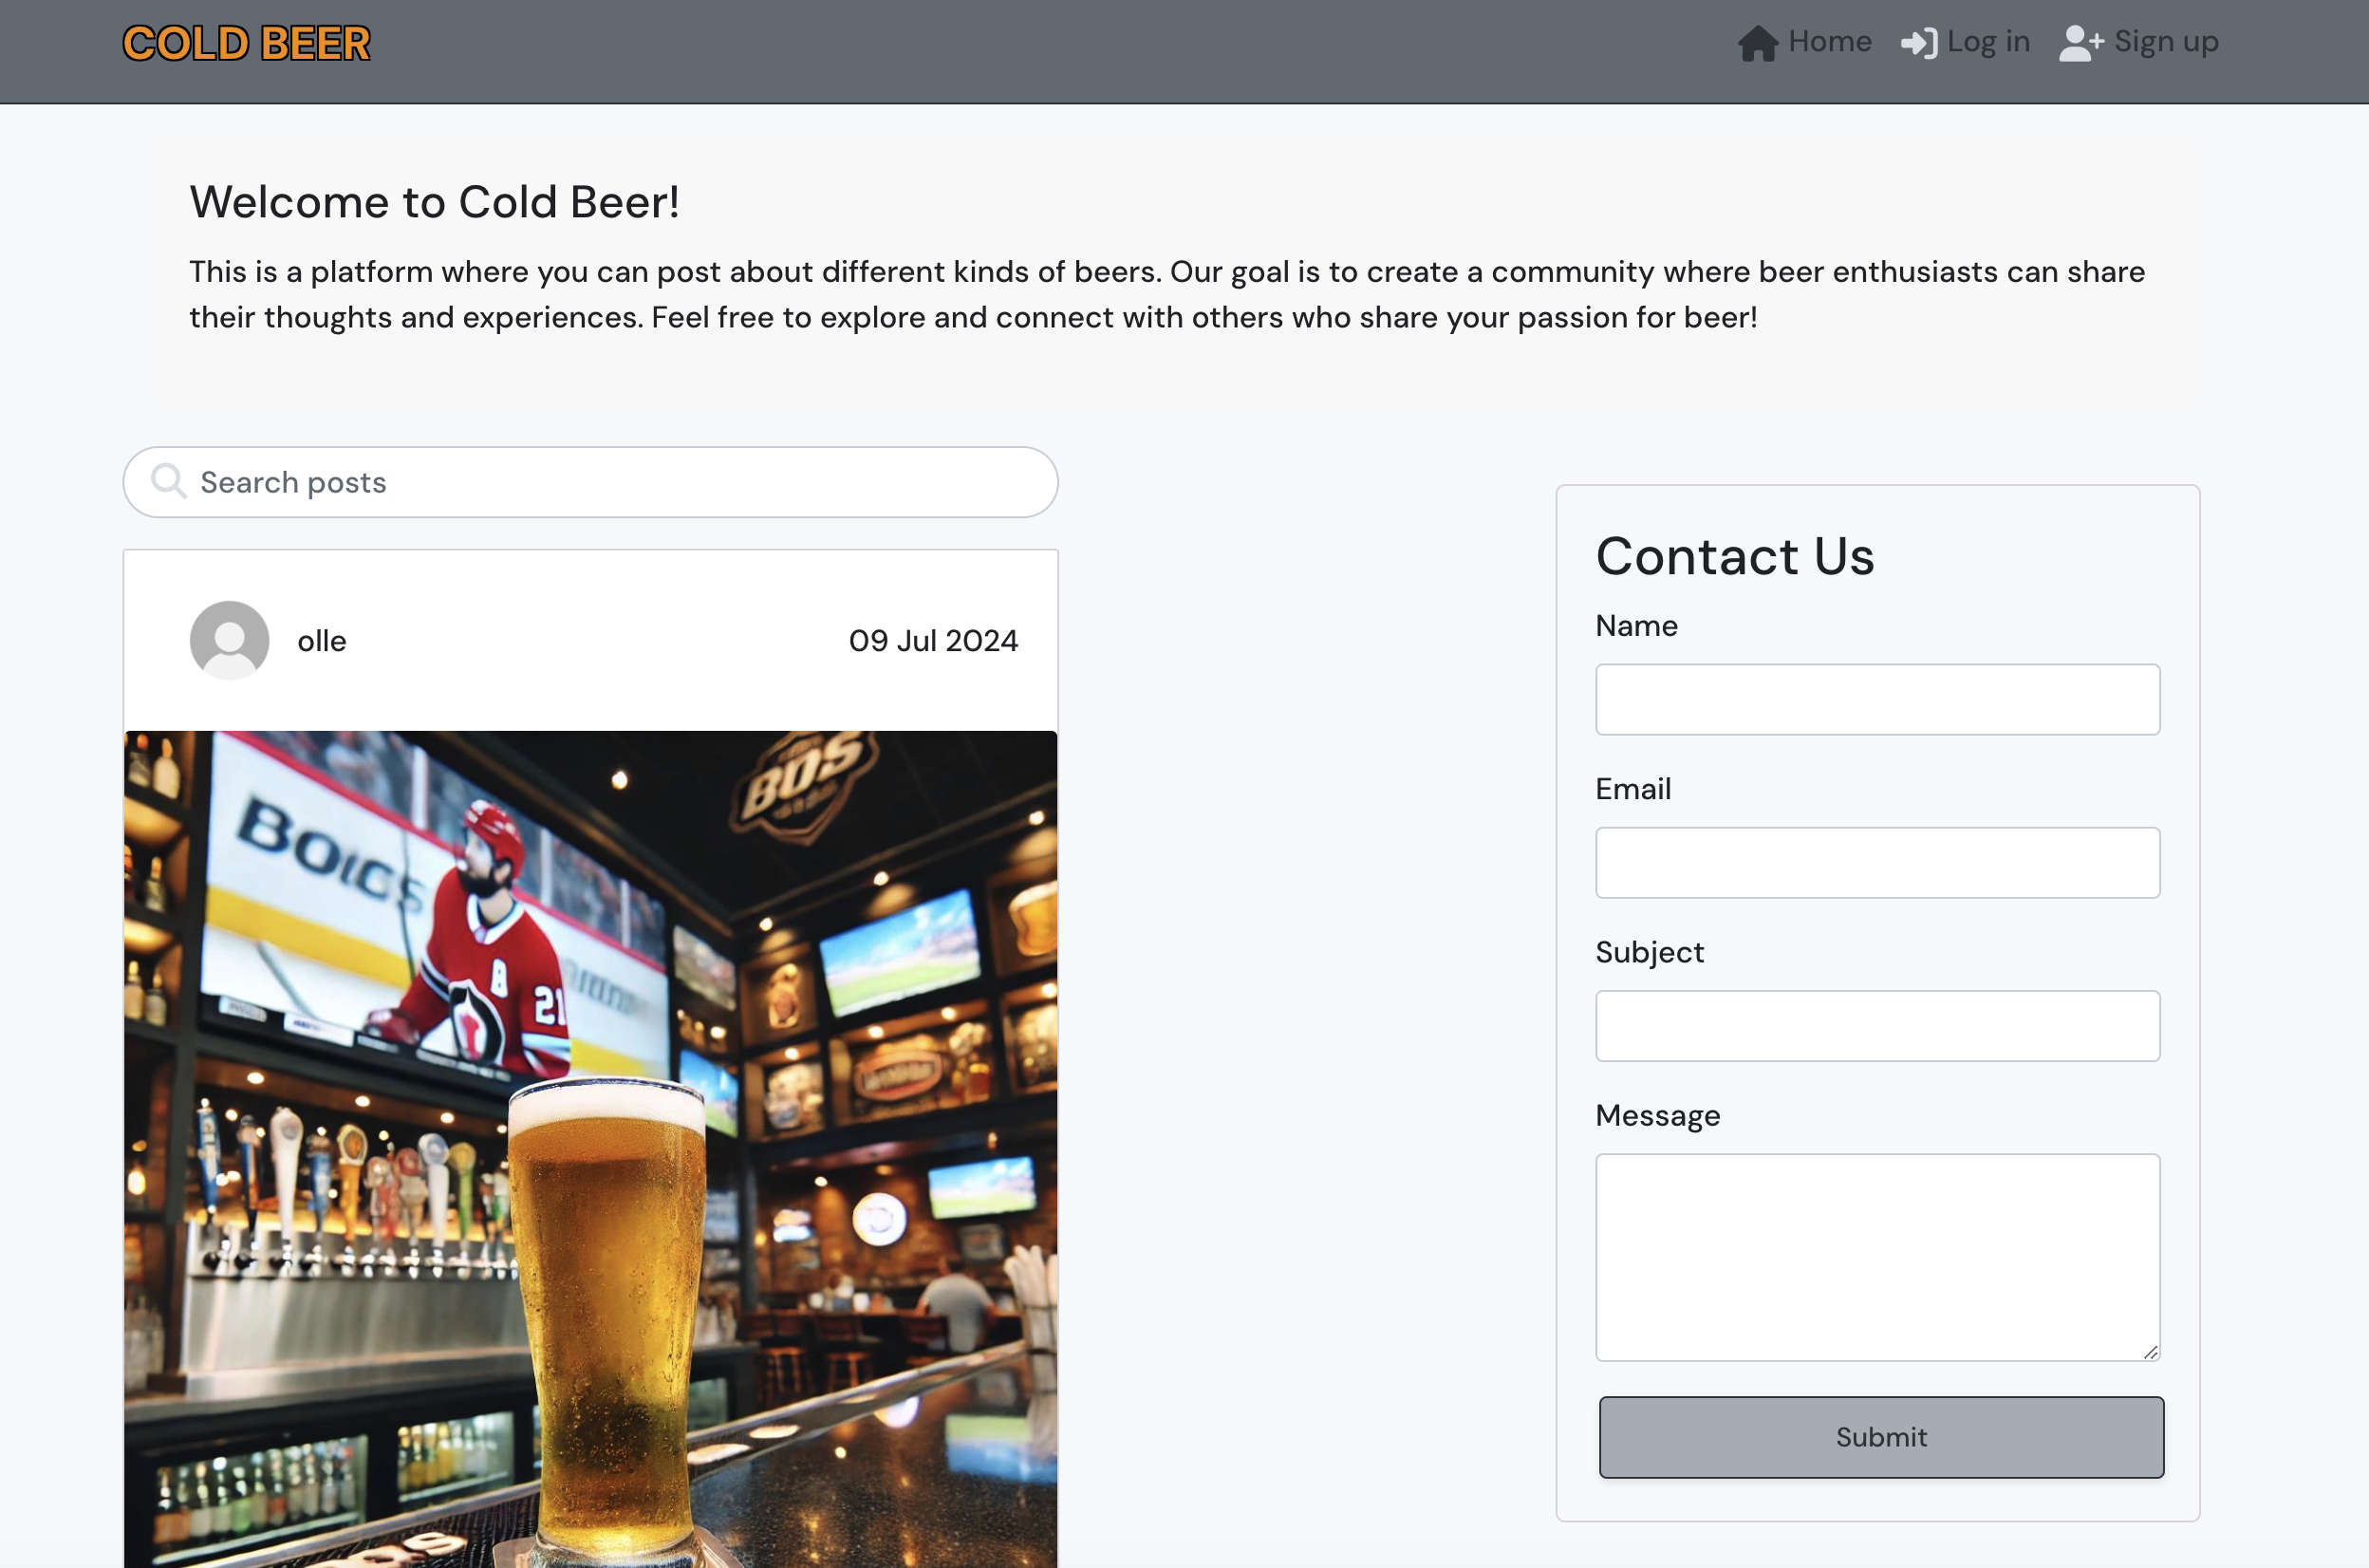 COLD BEER
Home
Log in
Sign up
Welcome to Cold Beer!
This is a platform where you can post about different kinds of beers. Our goal is to create a community where beer enthusiasts can share
their thoughts and experiences. Feel free to explore and connect with others who share your passion for beer!
Search posts
olle
09 Jul 2024
BDS
BOICS
21
Contact Us
Name
Email
Subject
Message
Submit